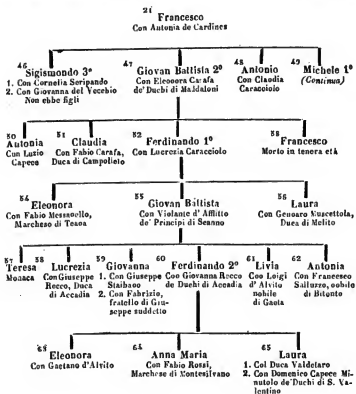 21
Francesco
Con Antonia de Cardines
46 47 48 49
Sigismondo 3° Giovan Battista 2° Antonio Michele 1°
1. Con Cornelia Seripando Con Eleonora Carafa Con Claudia (Continua)
2. Con Giovanna del Vecchio de' Duchi di Maddaloni Caracciolo
Non ebbe figli
50 51 52 53
Antonia Claudia Ferdinando 1° Francesco
Con Luzio Con Fabio Carafa, Con Lucrezia Caracciolo Morto in tenera età
Capece Duca di Campolieto
54 55 56
Eleonora Giovan Battista Laura
Con Fabio Messanello, Con Violante d'Afflitto Con Gennaro Muscettola,
Marchese di Teana de' Principi di Scanno Duca di Melito
57 58 59 60 61 62
Teresa Lucrezia Giovanna Ferdinando 2° Livia Antonia
Monaca Con Giuseppe 1. Con Giuseppe Con Giovanna Recco Con Loigi Con Francesco
Recco, Duca Staibano de Duchi di Accadia d'Alvito Salluzzo, nobile
di Accadia 2. Con Fabrizio, nobile di Bitonto
fratello di Giu- di Gaeta
seppe suddetto
63 64 65
Eleonora Anna Maria Laura
Con Gaetano d'Alvito Con Fabio Rossi, 1. Col Duca Valdetaro
Marchese di Montesilvano 2. Con Domenico Capece Mi-
nutolo de' Duchi di S. Va-
lentino